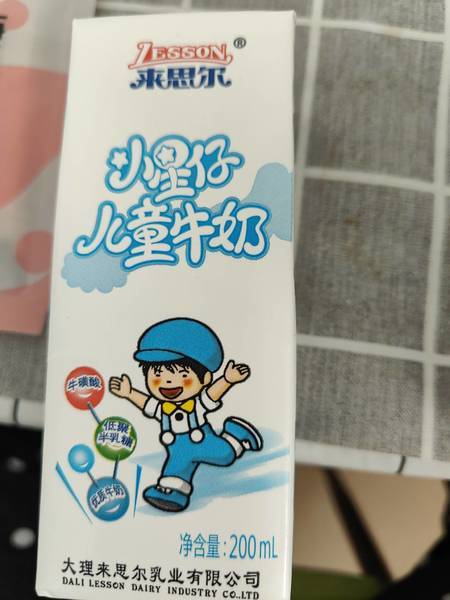 LESSON®
来思尔
小星仔
儿童牛奶
牛磺酸
低聚
半乳糖
优质牛奶
净含量:200mL
大理来思尔乳业有限公司
DALI LESSON DAIRY INDUSTRY CO.,LTD